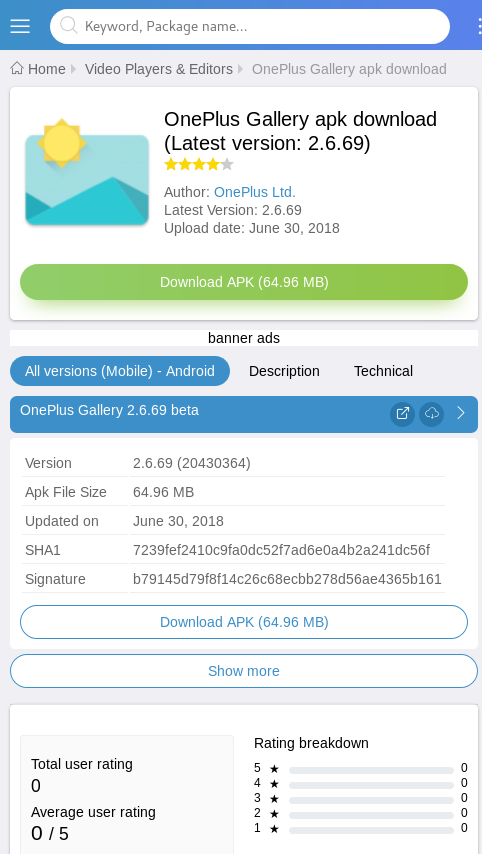 Keyword, Package name...
Home Video Players & Editors OnePlus Gallery apk download
OnePlus Gallery apk download
(Latest version: 2.6.69)
Author: OnePlus Ltd.
Latest Version: 2.6.69
Upload date: June 30, 2018
Download APK (64.96 MB)
banner ads
All versions (Mobile) - Android Description Technical
OnePlus Gallery 2.6.69 beta
Version 2.6.69 (20430364)
Apk File Size 64.96 MB
Updated on June 30, 2018
SHA1 7239fef2410c9fa0dc52f7ad6e0a4b2a241dc56f
Signature b79145d79f8f14c26c68ecbb278d56ae4365b161
Download APK (64.96 MB)
Show more
Total user rating
0
Average user rating
0 / 5
Rating breakdown
5 ★ 0
4 ★ 0
3 ★ 0
2 ★ 0
1 ★ 0